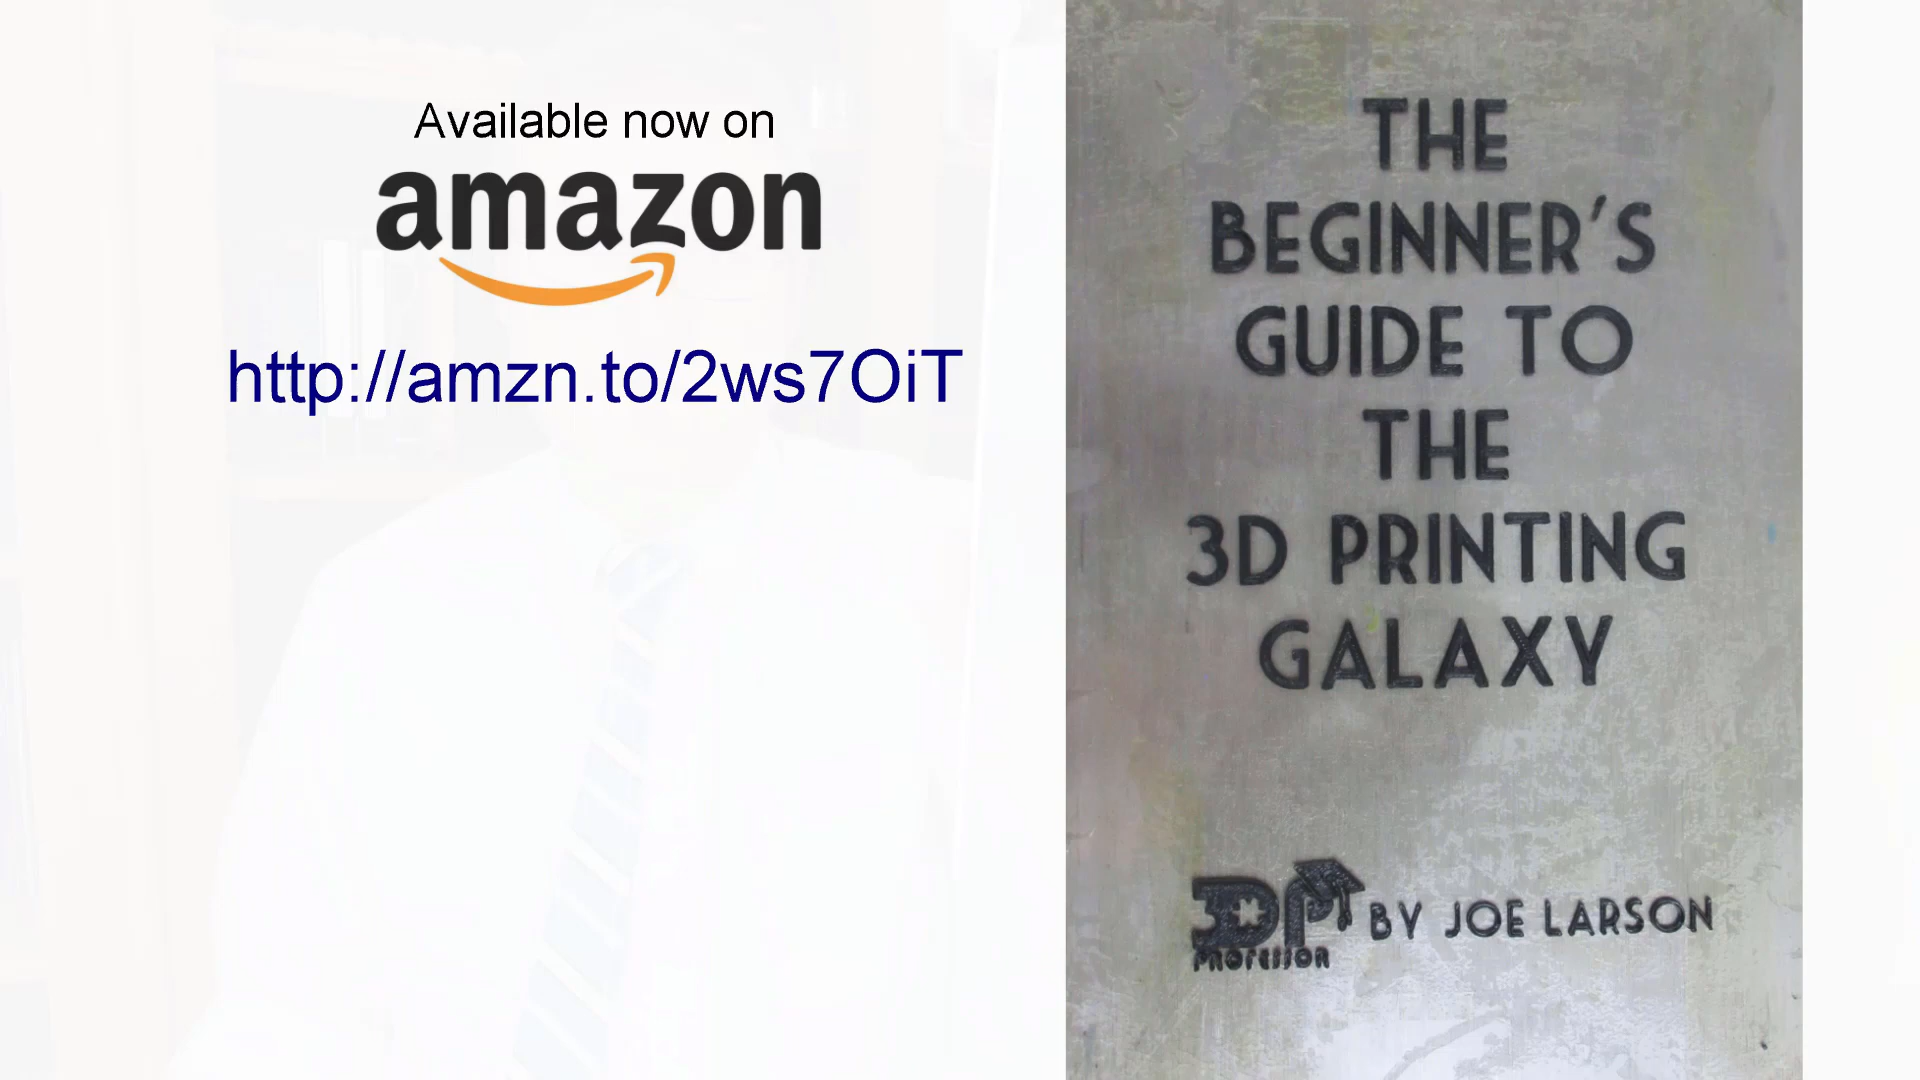 Available now on
amazon
http://amzn.to/2ws7OiT
THE
BEGINNER'S
GUIDE TO
THE
3D PRINTING
GALAXY
3DP
PROFESSOR
BY JOE LARSON